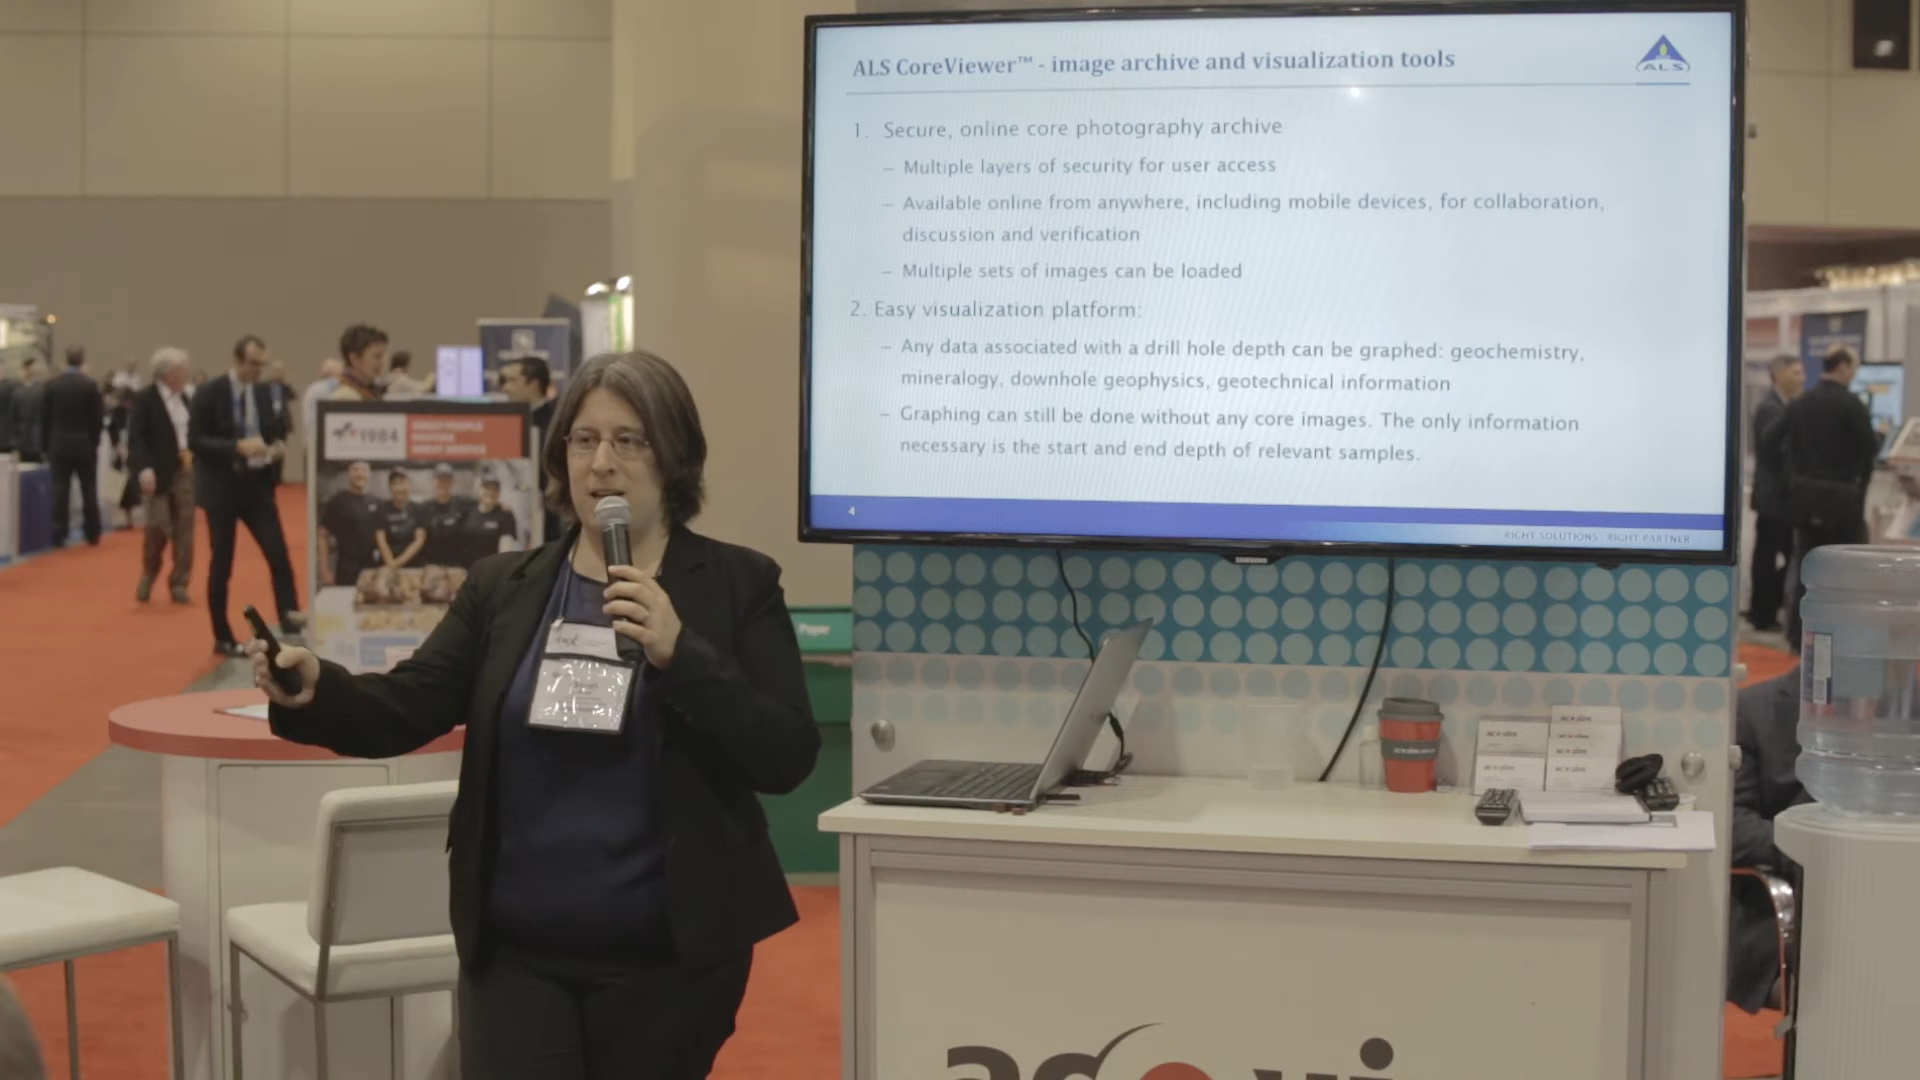 ALS CoreViewer™ - image archive and visualization tools
ALS
1. Secure, online core photography archive
– Multiple layers of security for user access
– Available online from anywhere, including mobile devices, for collaboration,
discussion and verification
– Multiple sets of images can be loaded
2. Easy visualization platform:
– Any data associated with a drill hole depth can be graphed: geochemistry,
mineralogy, downhole geophysics, geotechnical information
– Graphing can still be done without any core images. The only information
necessary is the start and end depth of relevant samples.
4
RIGHT SOLUTIONS RIGHT PARTNER
SAMSUNG
1984
GREAT PEOPLE
Paper